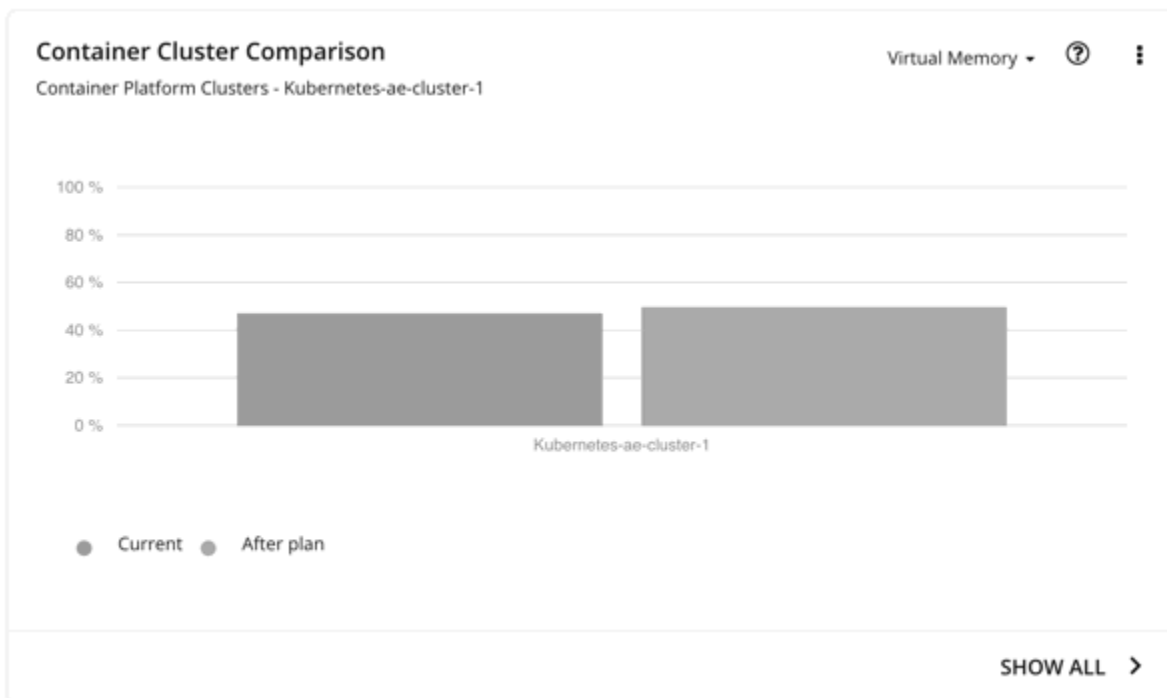 Container Cluster Comparison
Virtual Memory
Container Platform Clusters - Kubernetes-ae-cluster-1
100 %
80 %
60 %
40 %
20 %
0 %
Kubernetes-ae-cluster-1
Current After plan
SHOW ALL